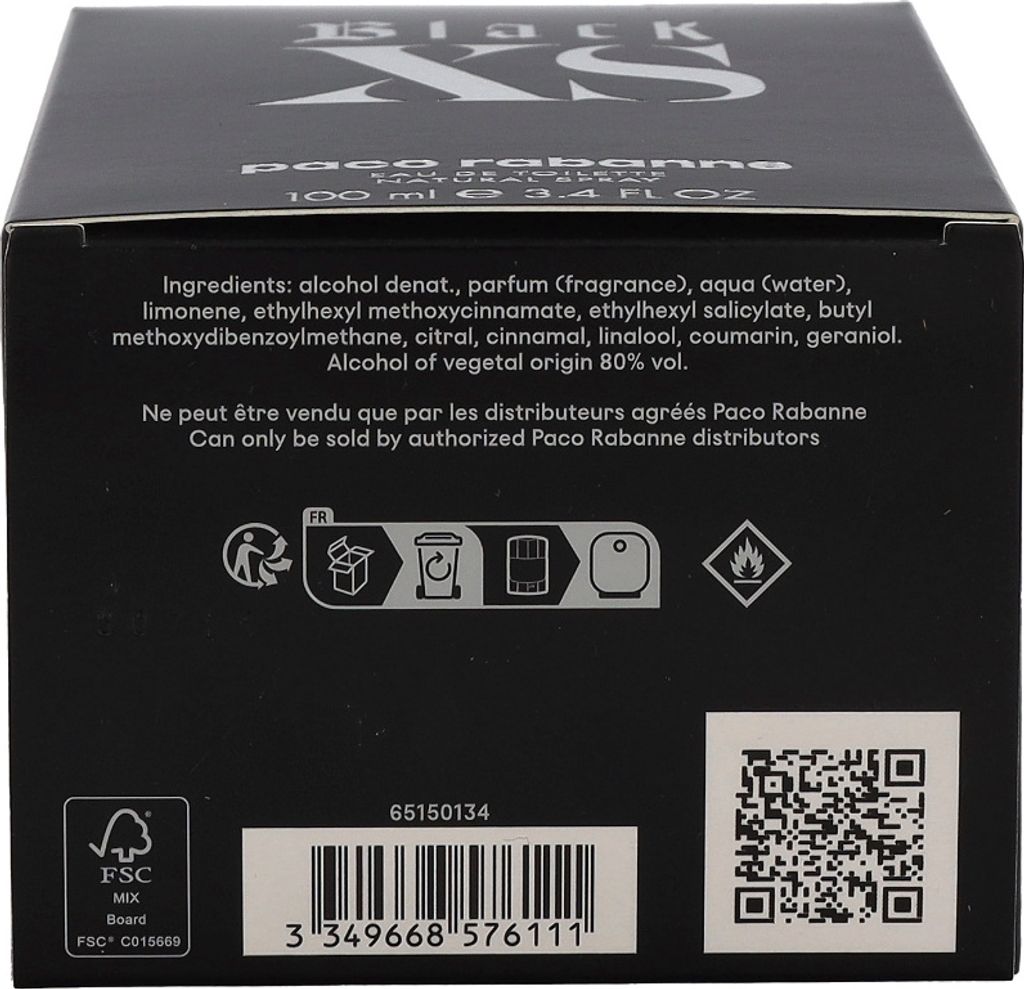 Black
XS
paco rabanne
EAU DE TOILETTE
NATURAL SPRAY
100 ml ℮ 3.4 FL OZ
Ingredients: alcohol denat., parfum (fragrance), aqua (water),
limonene, ethylhexyl methoxycinnamate, ethylhexyl salicylate, butyl
methoxydibenzoylmethane, citral, cinnamal, linalool, coumarin, geraniol.
Alcohol of vegetal origin 80% vol.
Ne peut être vendu que par les distributeurs agréés Paco Rabanne
Can only be sold by authorized Paco Rabanne distributors
FR
65150134
FSC
MIX
Board
FSC® C015669
3 349668 576111